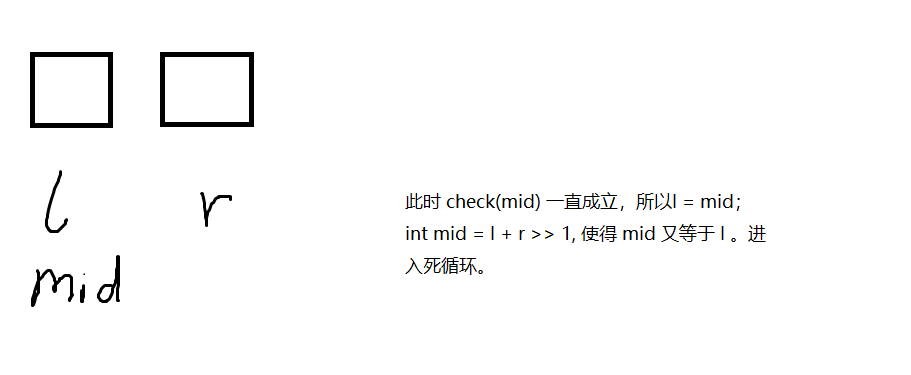 l
r
mid
此时 check(mid) 一直成立，所以l = mid；
int mid = l + r >> 1, 使得 mid 又等于 l 。进
入死循环。